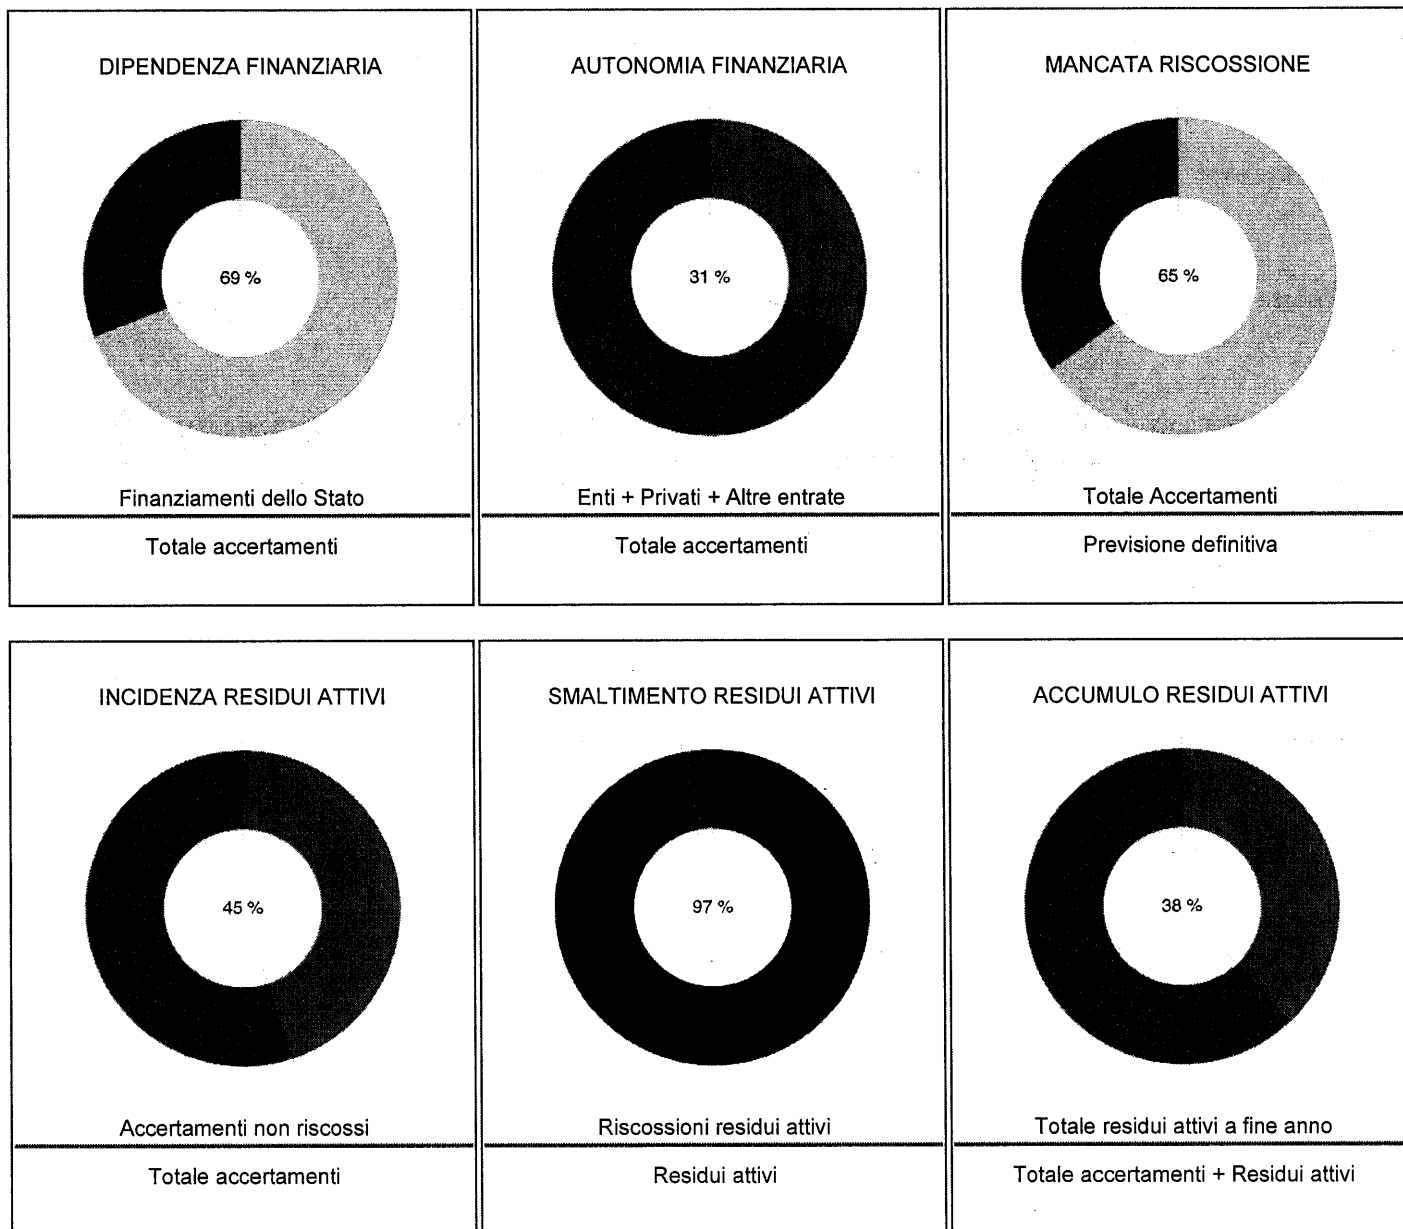 DIPENDENZA FINANZIARIA
69 %
Finanziamenti dello Stato
Totale accertamenti
AUTONOMIA FINANZIARIA
31 %
Enti + Privati + Altre entrate
Totale accertamenti
MANCATA RISCOSSIONE
65 %
Totale Accertamenti
Previsione definitiva
INCIDENZA RESIDUI ATTIVI
45 %
Accertamenti non riscossi
Totale accertamenti
SMALTIMENTO RESIDUI ATTIVI
97 %
Riscossioni residui attivi
Residui attivi
ACCUMULO RESIDUI ATTIVI
38 %
Totale residui attivi a fine anno
Totale accertamenti + Residui attivi